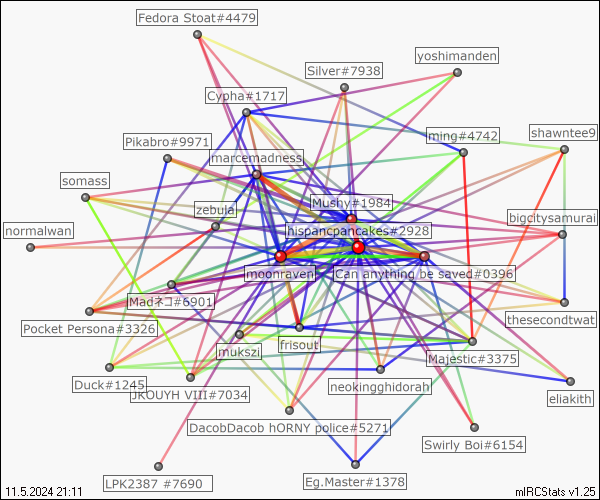 Fedora Stoat#4479
yoshimanden
Silver#7938
Cypha#1717
ming#4742
shawntee9
Pikabro#9971
marcemadness
somass
Mushy#1984
zebula
bigcitysamurai
normalwan
hispancpancakes#2928
moonraven
Can anything be saved#0396
Madネコ#6901
thesecondtwat
Pocket Persona#3326
mukszi
frisout
Majestic#3375
Duck#1245
JKOUYH VIII#7034
neokingghidorah
eliakith
DacobDacob hORNY police#5271
Swirly Boi#6154
LPK2387 #7690
Eg.Master#1378
11.5.2024 21:11
mIRCStats v1.25